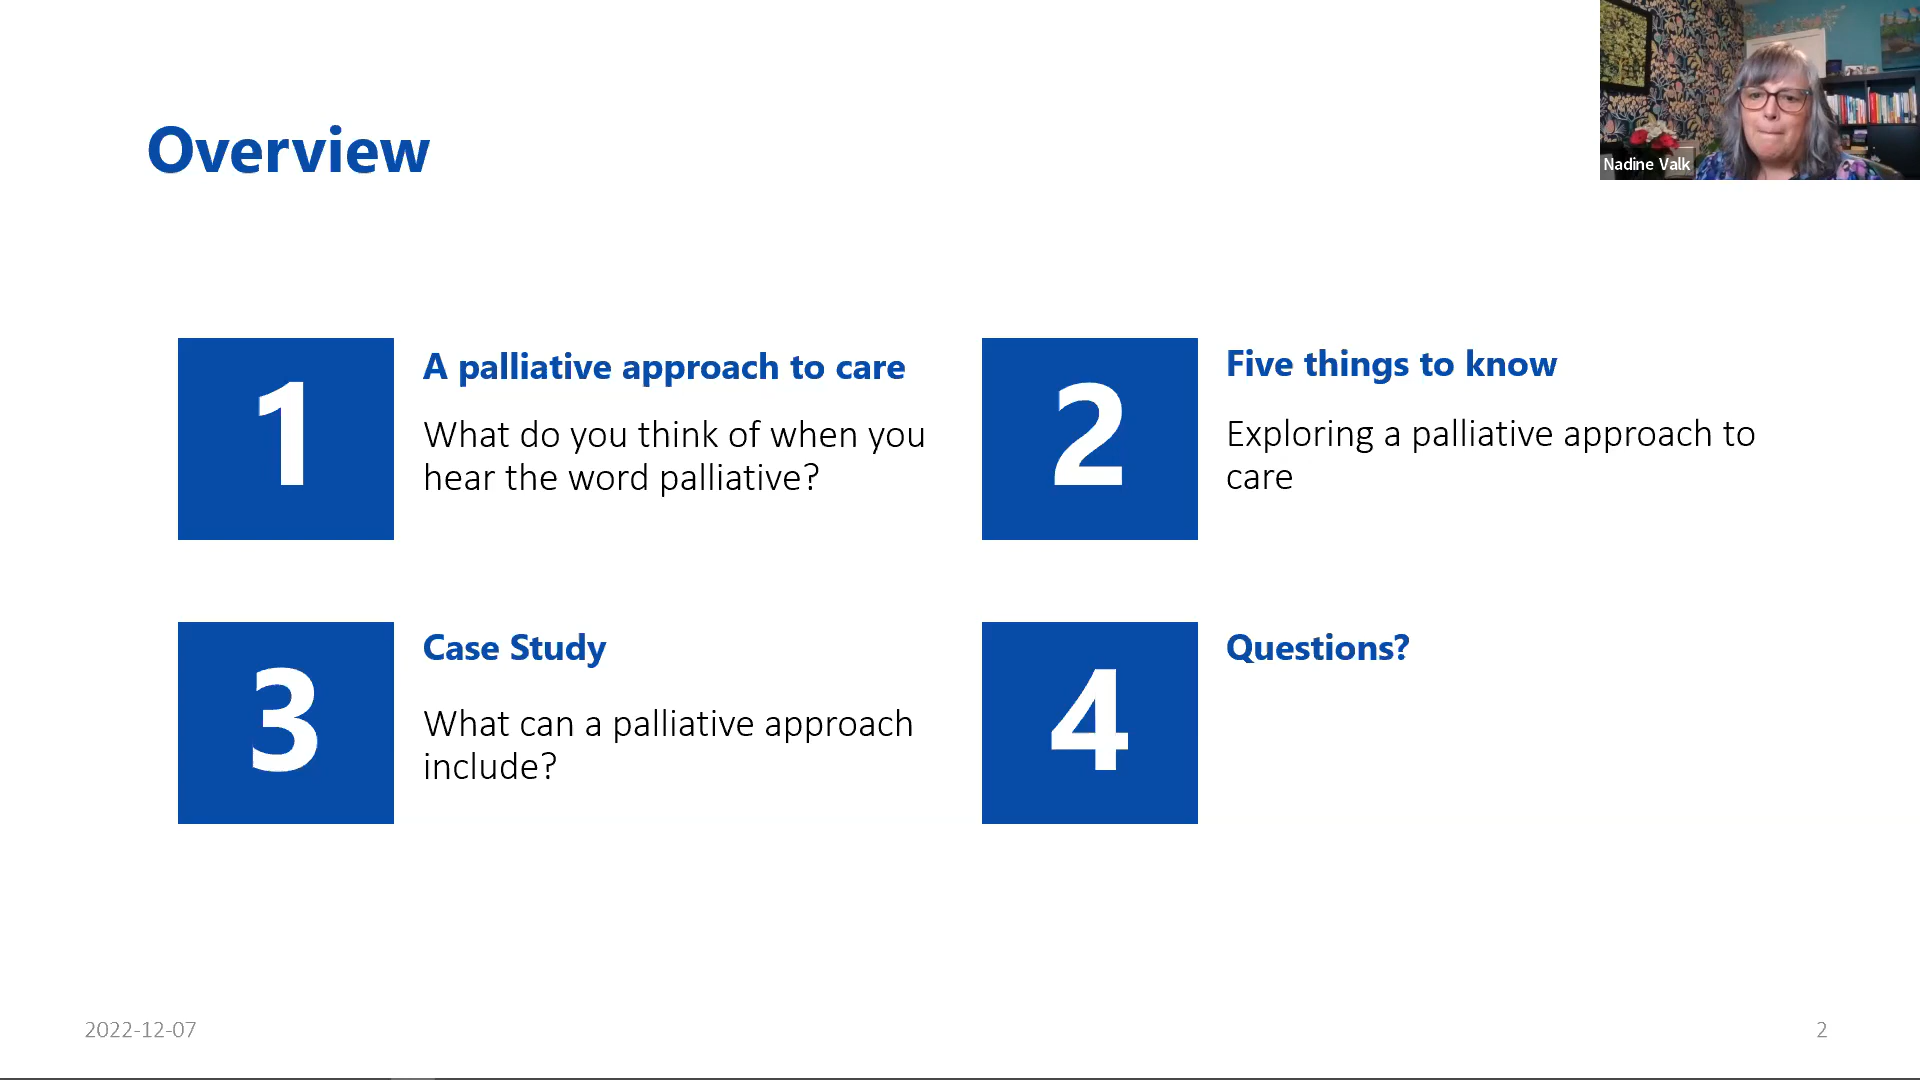 Overview
Nadine Valk
1
A palliative approach to care
What do you think of when you
hear the word palliative?
2
Five things to know
Exploring a palliative approach to
care
3
Case Study
What can a palliative approach
include?
4
Questions?
2022-12-07
2